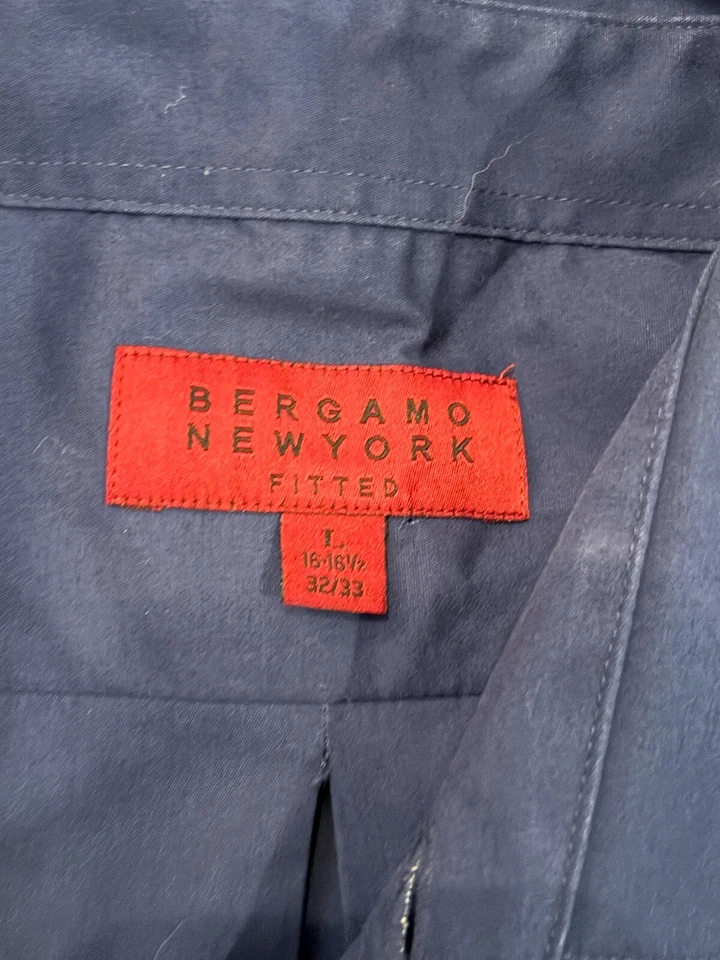 BERGAMO
NEWYORK
FITTED
L
16-16½
32/33